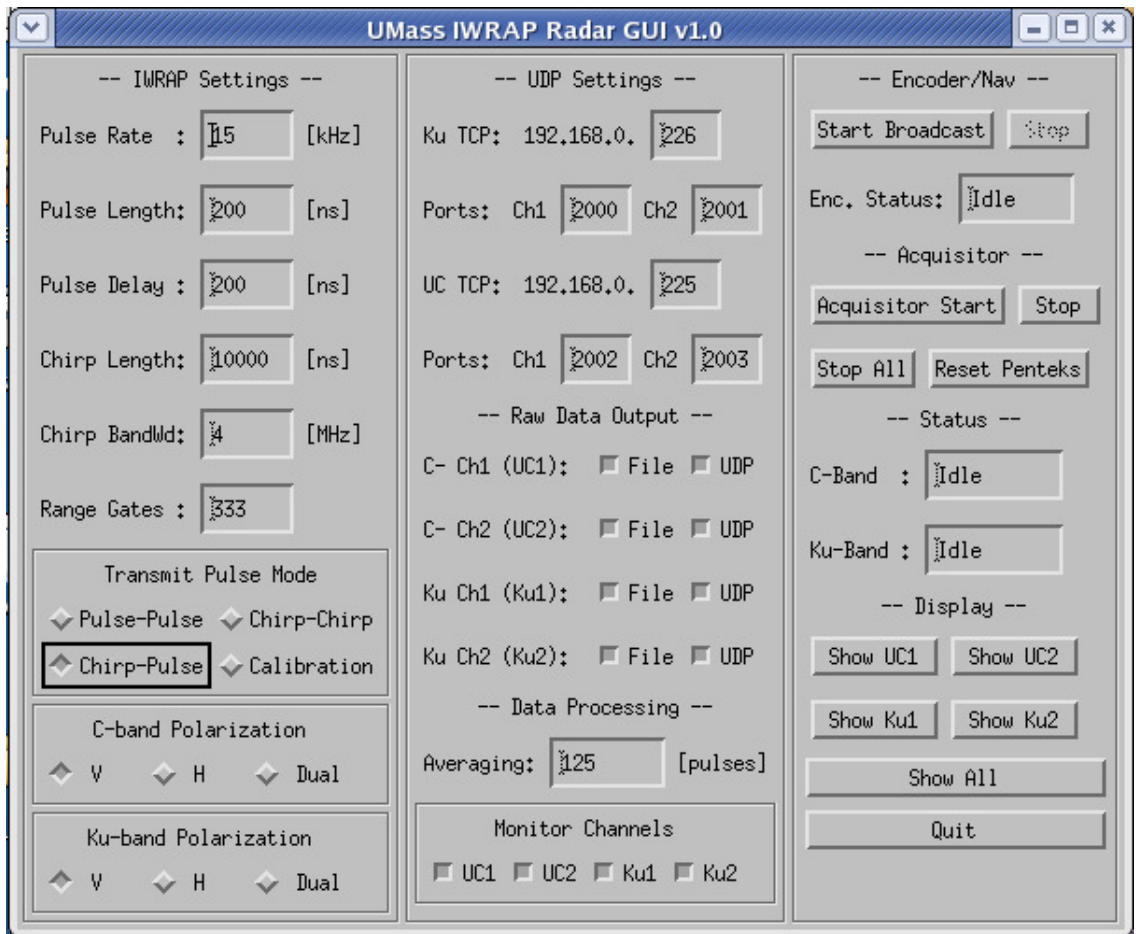 UMass IWRAP Radar GUI v1.0
-- IWRAP Settings --
Pulse Rate : 15 [kHz]
Pulse Length: 200 [ns]
Pulse Delay : 200 [ns]
Chirp Length: 10000 [ns]
Chirp BandWd: 4 [MHz]
Range Gates : 333
Transmit Pulse Mode
Pulse-Pulse Chirp-Chirp
Chirp-Pulse Calibration
C-band Polarization
V H Dual
Ku-band Polarization
V H Dual
-- UDP Settings --
Ku TCP: 192.168.0. 226
Ports: Ch1 2000 Ch2 2001
UC TCP: 192.168.0. 225
Ports: Ch1 2002 Ch2 2003
-- Raw Data Output --
C- Ch1 (UC1): File UDP
C- Ch2 (UC2): File UDP
Ku Ch1 (Ku1): File UDP
Ku Ch2 (Ku2): File UDP
-- Data Processing --
Averaging: 125 [pulses]
Monitor Channels
UC1 UC2 Ku1 Ku2
-- Encoder/Nav --
Start Broadcast Stop
Enc. Status: Idle
-- Acquisitor --
Acquisitor Start Stop
Stop All Reset Penteks
-- Status --
C-Band : Idle
Ku-Band : Idle
-- Display --
Show UC1 Show UC2
Show Ku1 Show Ku2
Show All
Quit